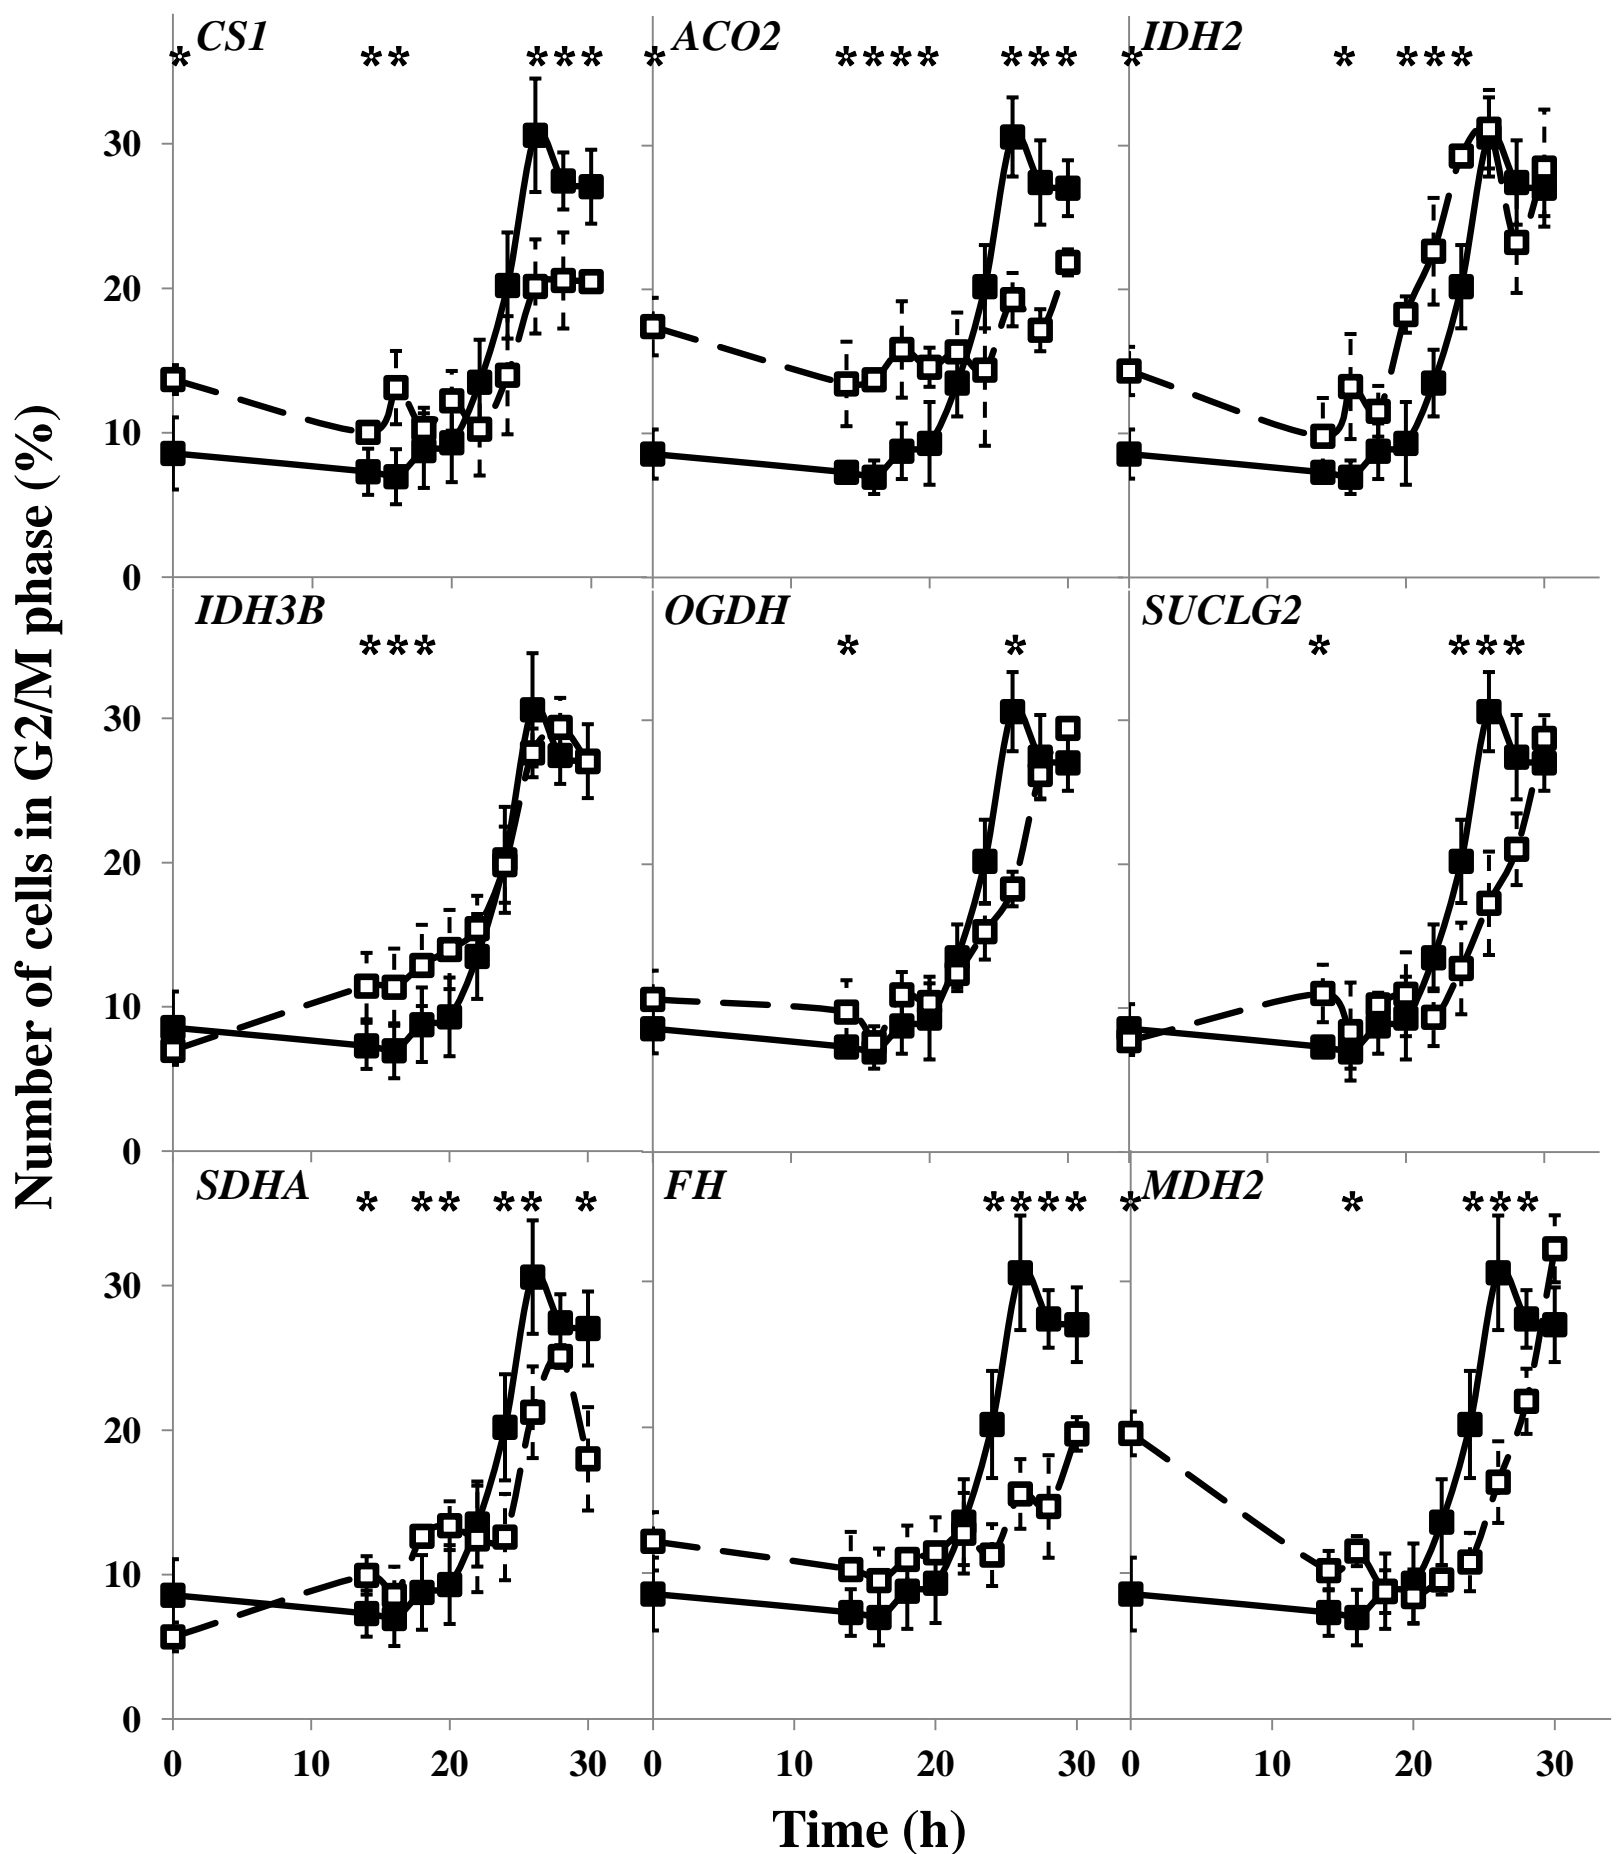 CS1 ACO2 IDH2
* * * * * * * * * * * * * * * * * * *
30
20
10
0
IDH3B OGDH SUCLG2
* * * * * * * * *
30
20
10
0
SDHA FH MDH2
* * * * * * * * * * * * * * *
30
20
10
0
0 10 20 30 0 10 20 30 0 10 20 30
Number of cells in G2/M phase (%)
Time (h)